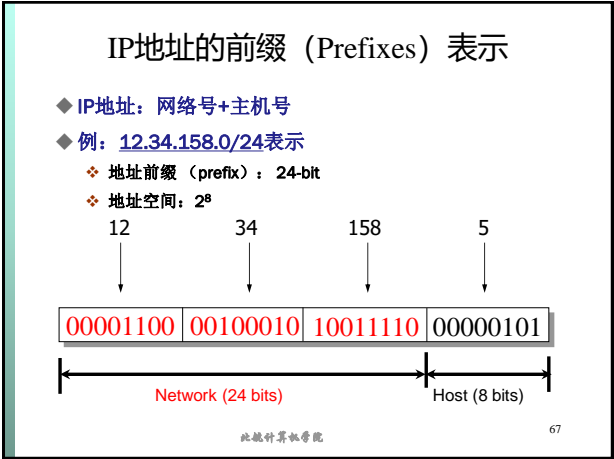 IP地址的前缀（Prefixes）表示
IP地址：网络号+主机号
例：12.34.158.0/24表示
地址前缀 （prefix）： 24-bit
地址空间：2⁸
12 34 158 5
00001100 00100010 10011110 00000101
Network (24 bits) Host (8 bits)
北航计算机学院 67